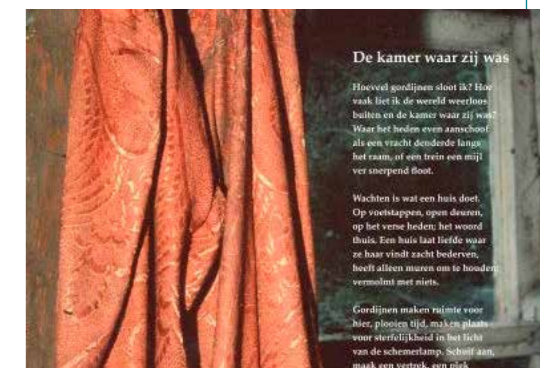 De kamer waar zij was
Hoeveel gordijnen sloot ik? Hoe
vaak liet ik de wereld weerloos
buiten en de kamer waar zij was?
Waar het heden even aanschoof
als een vracht denderde langs
het raam, of een trein een mijl
ver snerpend floot.
Wachten is wat een huis doet.
Op voetstappen, open deuren,
op het verse heden; het woord
thuis. Een huis laat liefde waar
ze haar vindt zacht bederven,
heeft alleen muren om te houden;
vermolmt met niets.
Gordijnen maken ruimte voor
hier, plooien tijd, maken plaats
voor sterfelijkheid in het licht
van de schemerlamp. Schuif aan,
maak een vertrek, een plek